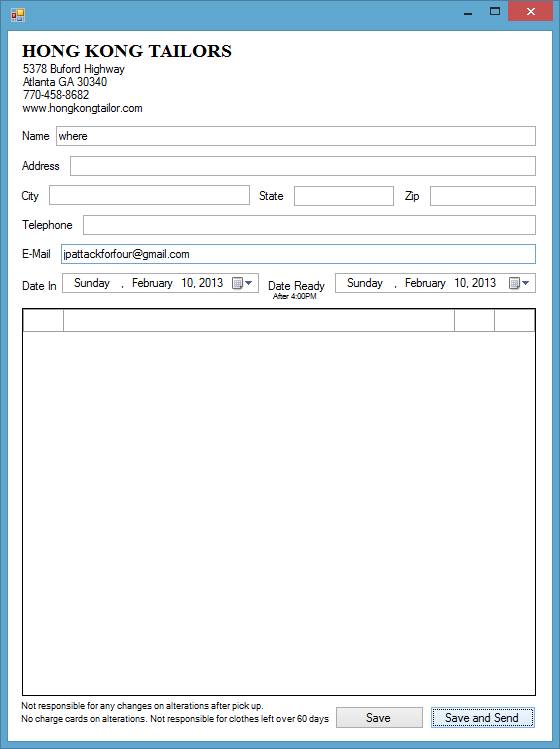 HONG KONG TAILORS
5378 Buford Highway
Atlanta GA 30340
770-458-8682
www.hongkongtailor.com
Name where
Address
City State Zip
Telephone
E-Mail jpattackforfour@gmail.com
Date In Sunday , February 10, 2013 Date Ready Sunday , February 10, 2013
After 4:00PM
Not responsible for any changes on alterations after pick up.
No charge cards on alterations. Not responsible for clothes left over 60 days
Save Save and Send